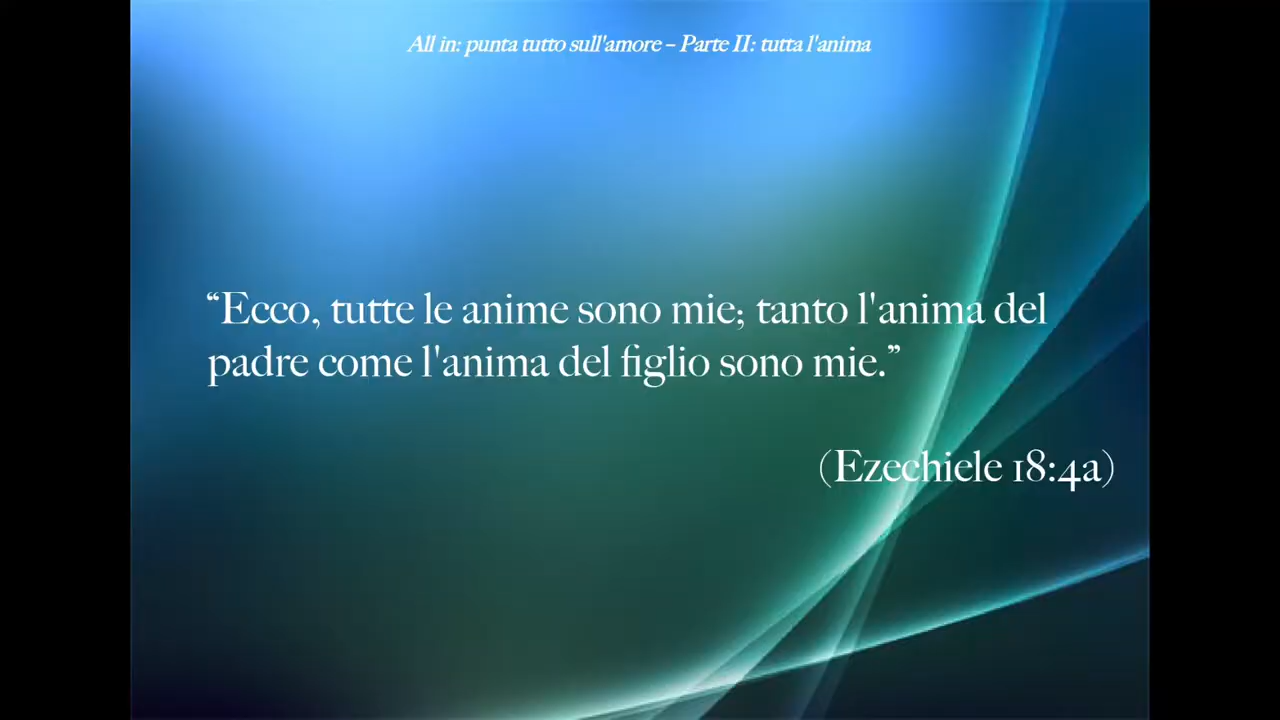 All in: punta tutto sull'amore – Parte II: tutta l'anima
“Ecco, tutte le anime sono mie; tanto l'anima del
padre come l'anima del figlio sono mie.”
(Ezechiele 18:4a)